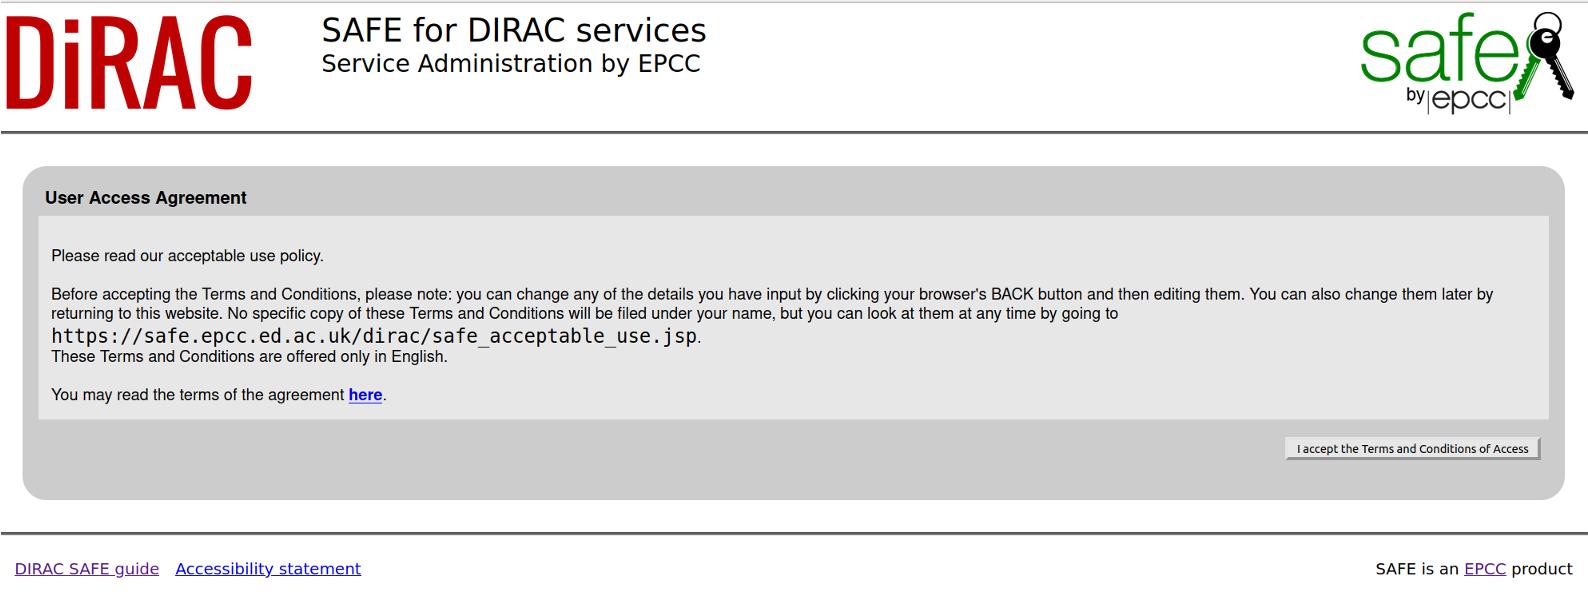 DiRAC
SAFE for DIRAC services
Service Administration by EPCC
safe
by |epcc|
User Access Agreement
Please read our acceptable use policy.
Before accepting the Terms and Conditions, please note: you can change any of the details you have input by clicking your browser's BACK button and then editing them. You can also change them later by
returning to this website. No specific copy of these Terms and Conditions will be filed under your name, but you can look at them at any time by going to
https://safe.epcc.ed.ac.uk/dirac/safe_acceptable_use.jsp.
These Terms and Conditions are offered only in English.
You may read the terms of the agreement here.
I accept the Terms and Conditions of Access
DIRAC SAFE guide Accessibility statement
SAFE is an EPCC product